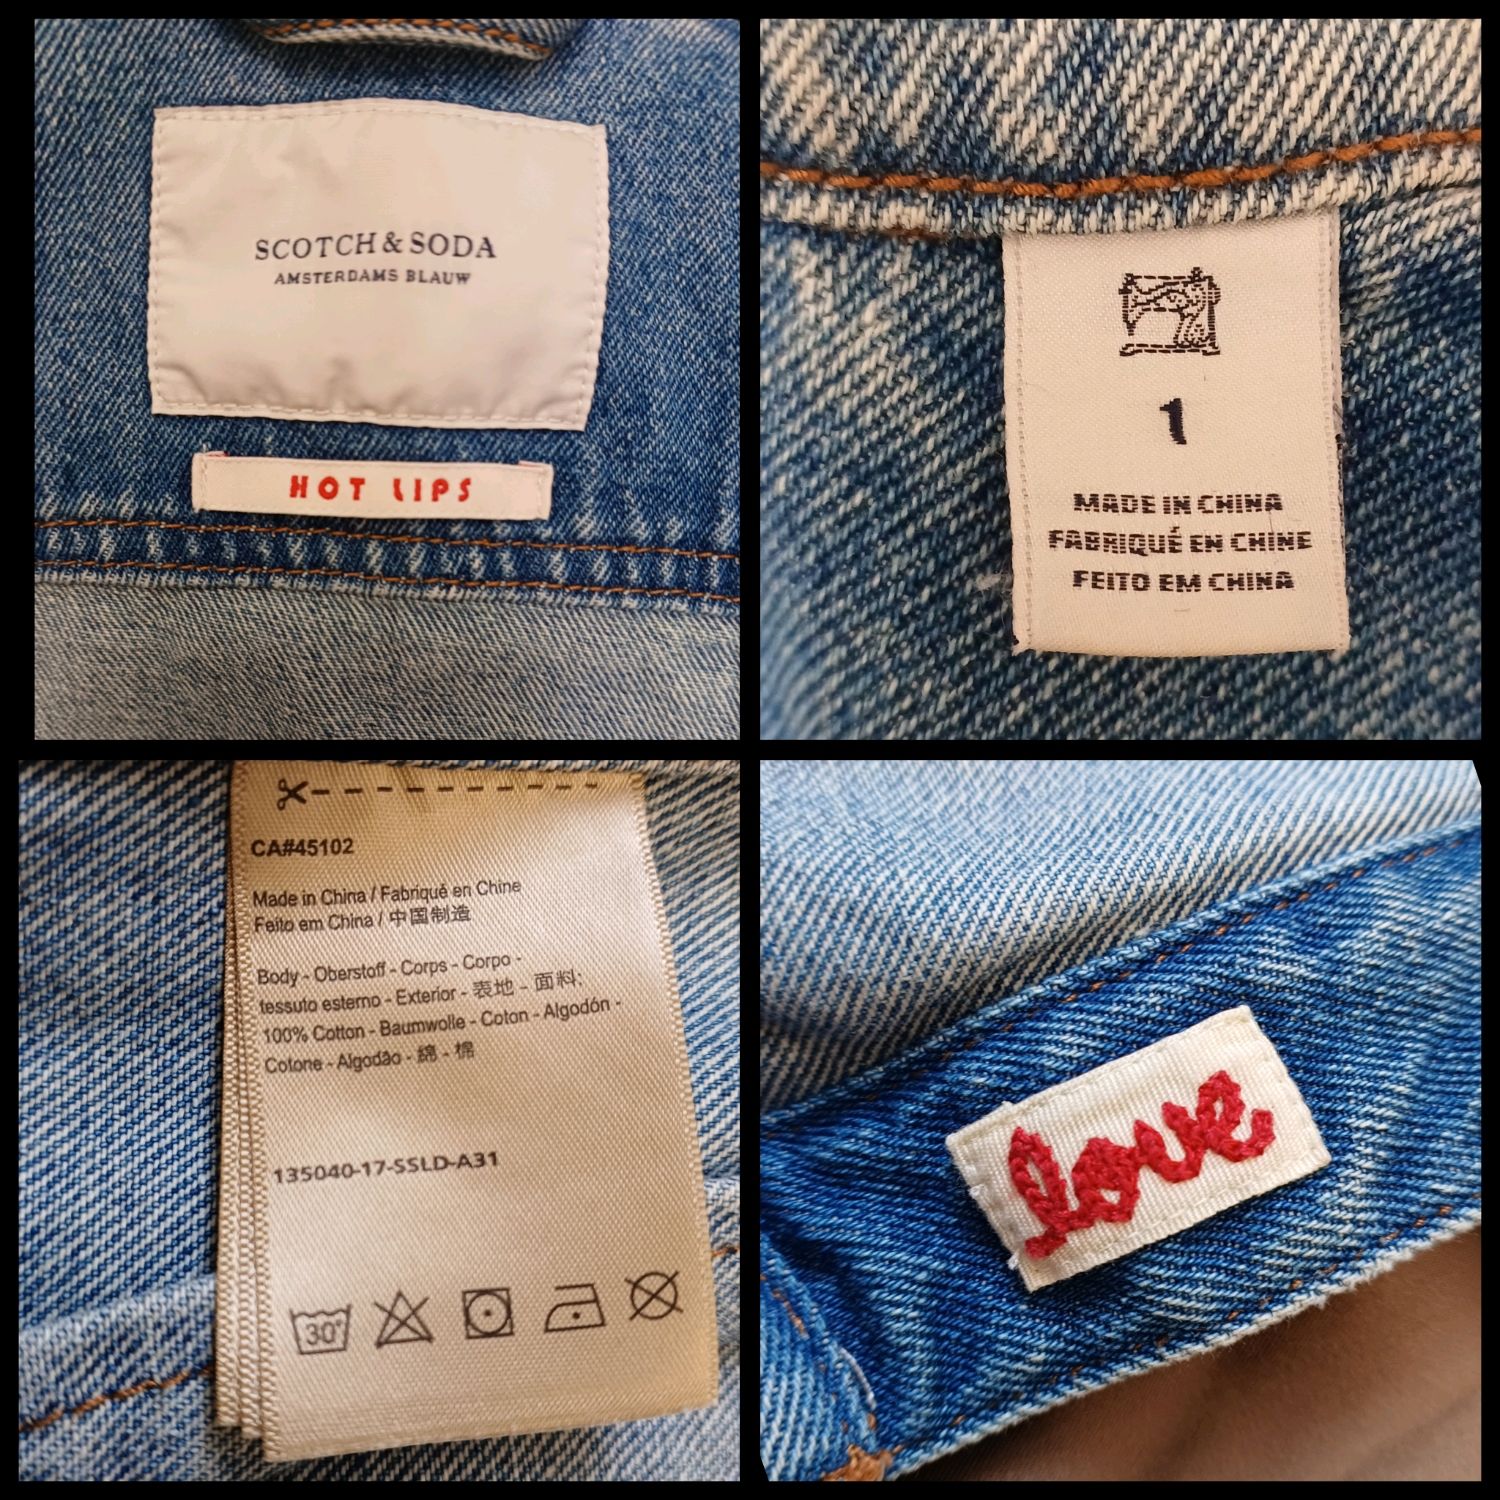 SCOTCH & SODA
AMSTERDAMS BLAUW
HOT LIPS
1
MADE IN CHINA
FABRIQUÉ EN CHINE
FEITO EM CHINA
CA#45102
Made in China / Fabriqué en Chine
Feito em China / 中国制造
Body - Oberstoff - Corps - Corpo -
tessuto esterno - Exterior - 表地 - 面料:
100% Cotton - Baumwolle - Coton - Algodón -
Cotone - Algodão - 綿 - 棉
135040-17-SSLD-A31
30°
love